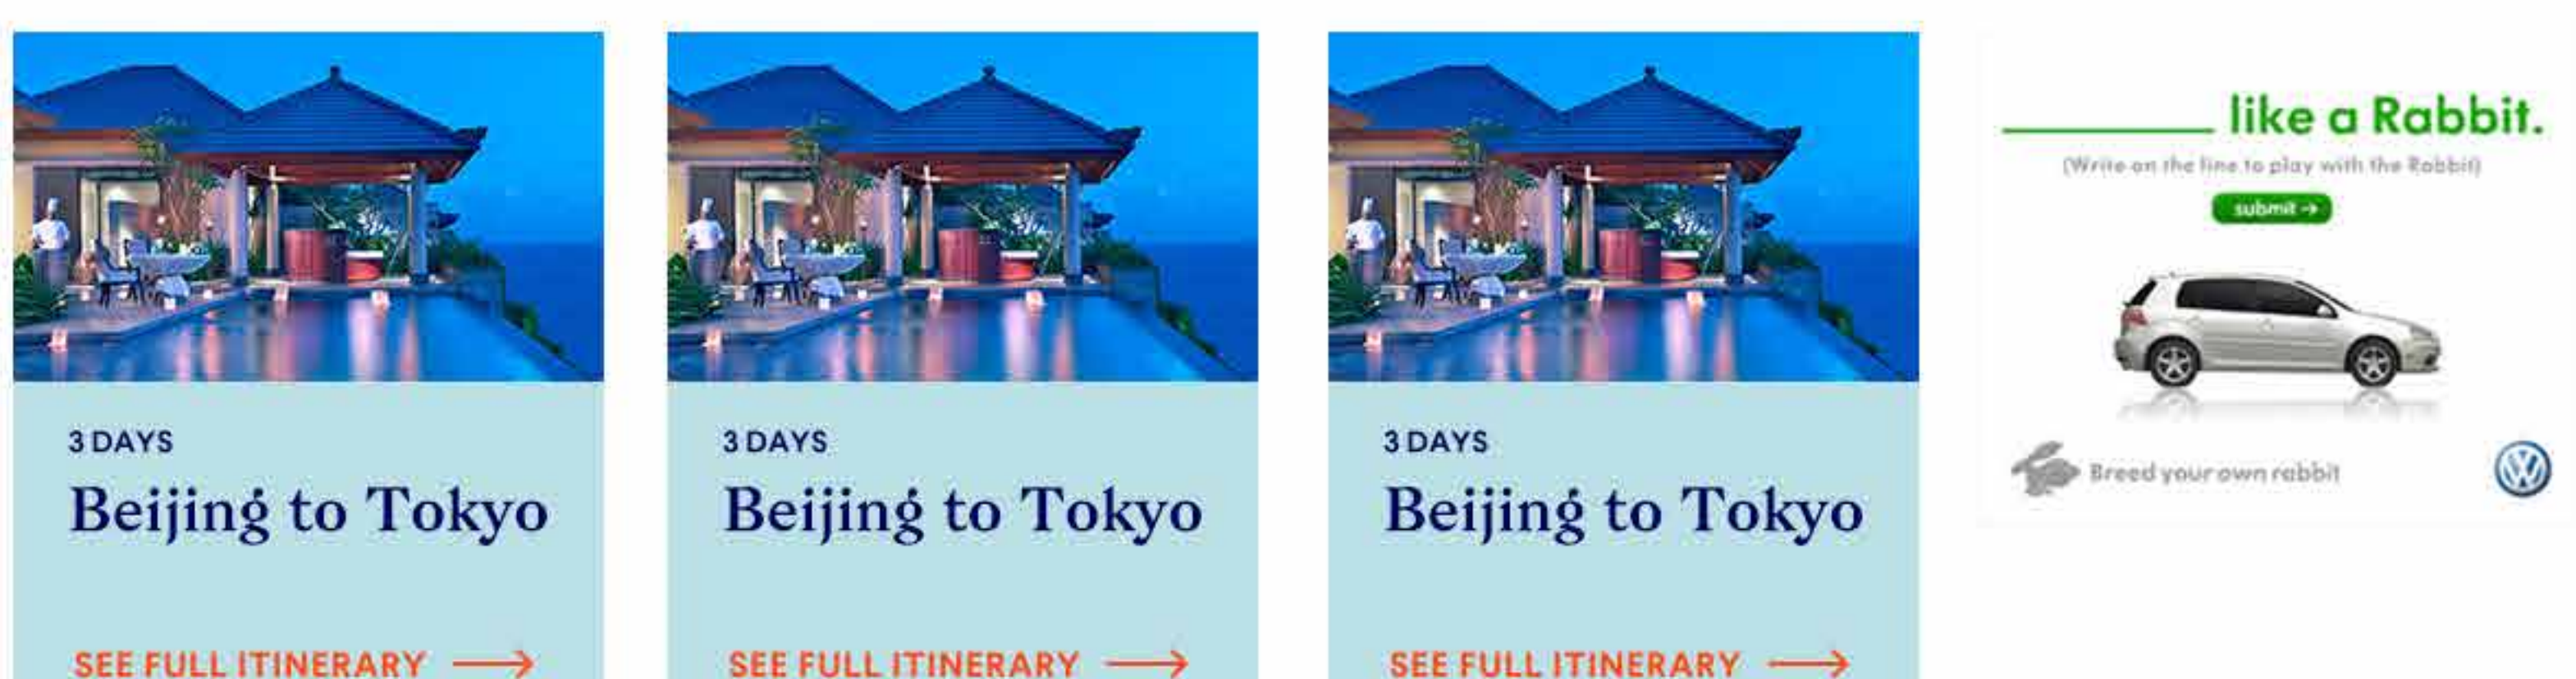 3 DAYS
Beijing to Tokyo
SEE FULL ITINERARY
3 DAYS
Beijing to Tokyo
SEE FULL ITINERARY
3 DAYS
Beijing to Tokyo
SEE FULL ITINERARY
like a Rabbit.
(Write on the line to play with the Rabbit)
submit →
Breed your own rabbit
VW